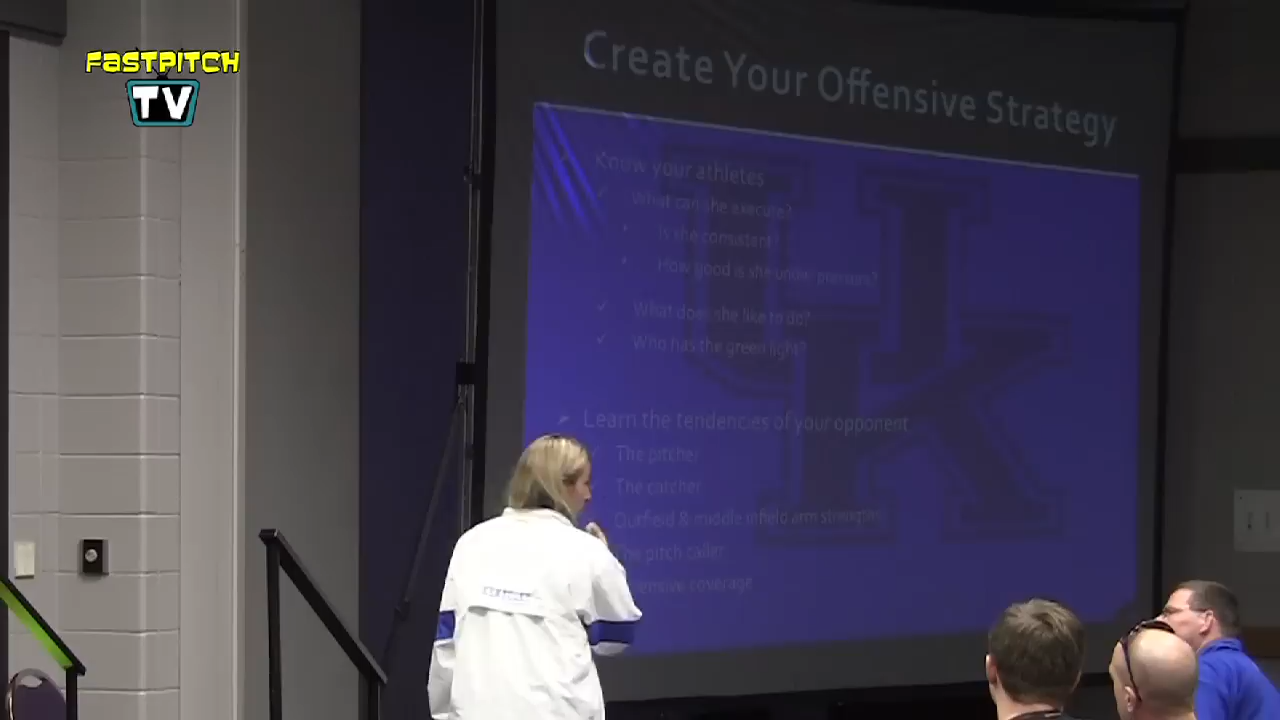 FASTPITCH
TV
Create Your Offensive Strategy
Know your athletes
What can she execute?
Is she consistent?
How good is she under pressure?
What does she like to do?
Who has the green light?
Learn the tendencies of your opponent
The pitcher
The catcher
Outfield & middle infield arm strengths
The pitch caller
coverage
UK